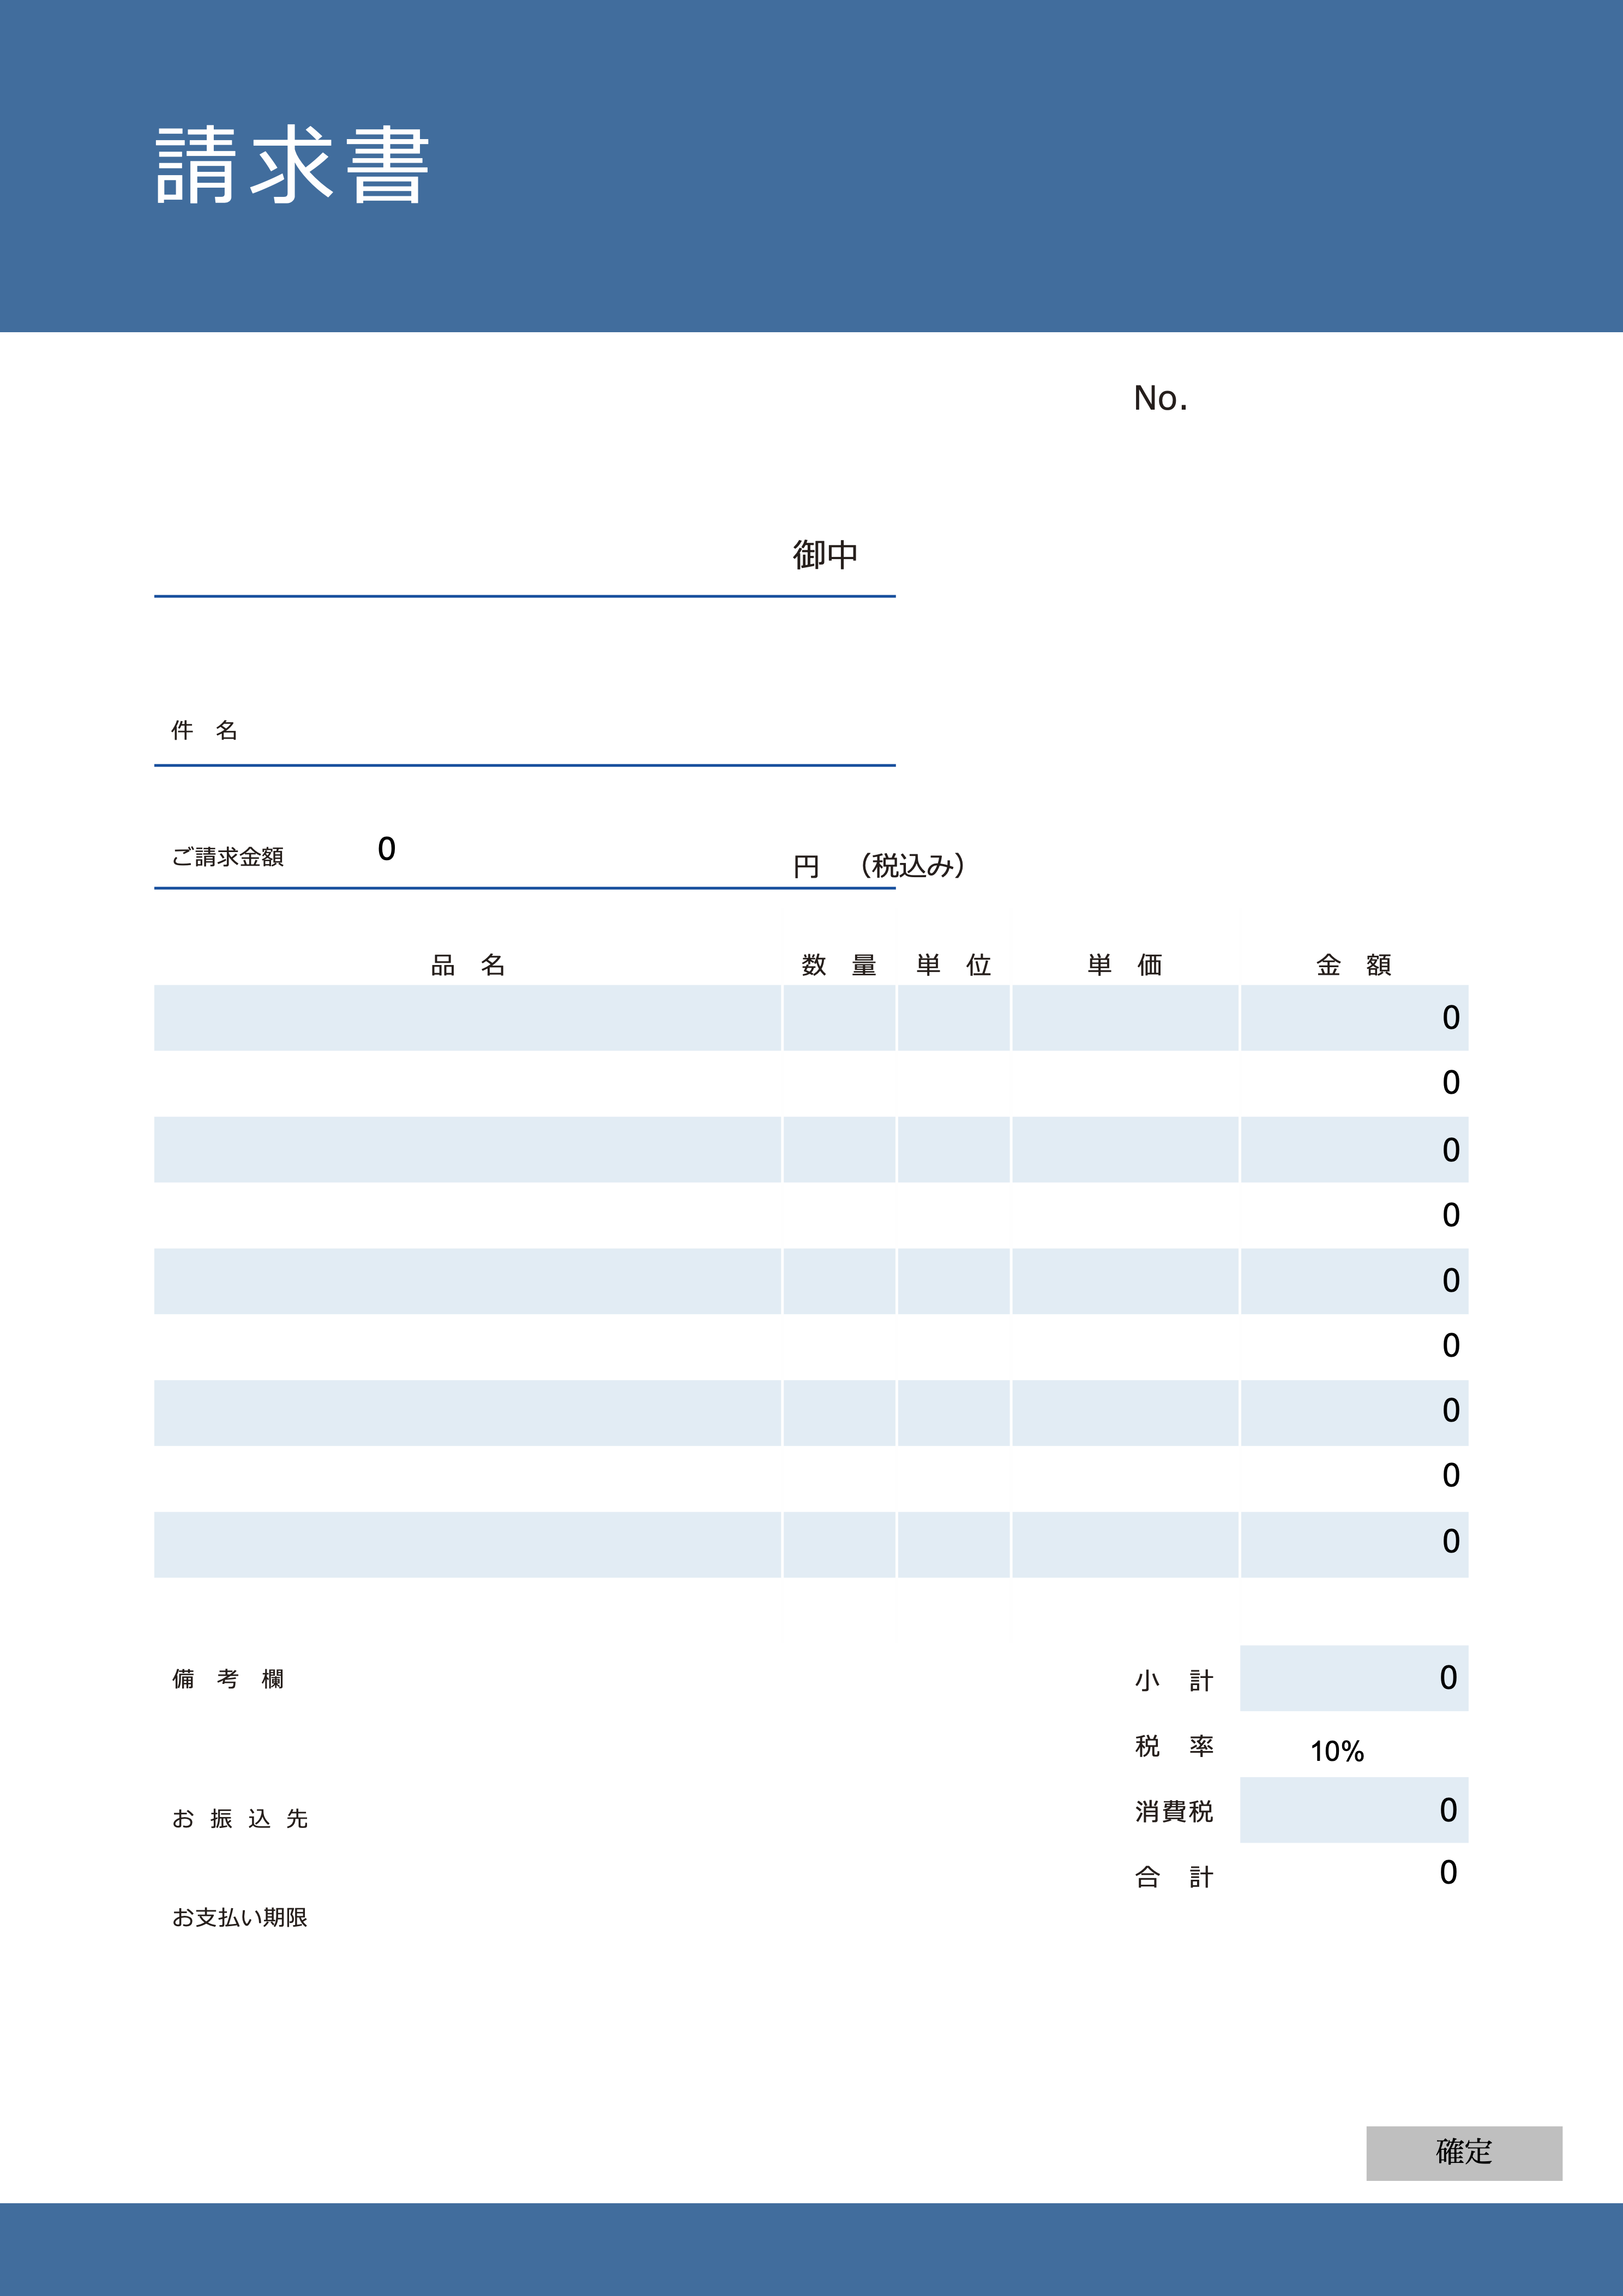 請求書
No.
御中
件 名
ご請求金額 0 円 （税込み）
品 名 数 量 単 位 単 価 金 額
0
0
0
0
0
0
0
0
0
備 考 欄
小 計 0
税 率 10%
お 振 込 先
消費税 0
合 計 0
お支払い期限
確定